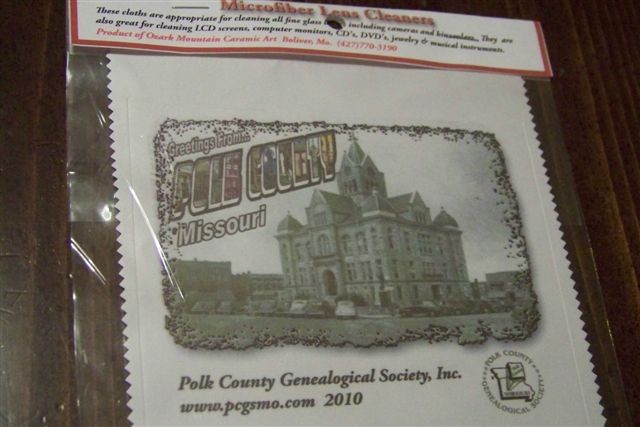 Microfiber Lens Cleaners
These cloths are appropriate for cleaning all fine glass including cameras and They are
also great for cleaning LCD screens, computer monitors, CD's, DVD's, jewelry & musical instruments.
Product of Ozark Mountain Caramic Art Bolivar, Mo. (427)770-3190
Greetings From...
POLK COUNTY
Missouri
Polk County Genealogical Society, Inc.
www.pcgsmo.com 2010
POLK COUNTY
GENEALOGICAL SOCIETY